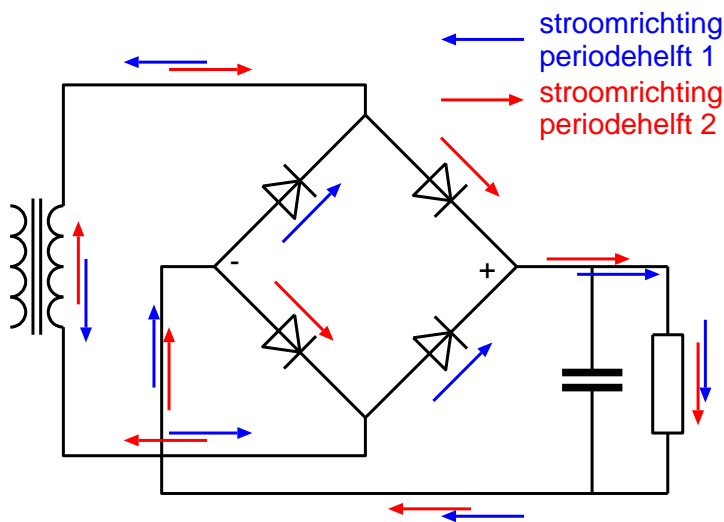 stroomrichting
periodehelft 1
stroomrichting
periodehelft 2
-
+